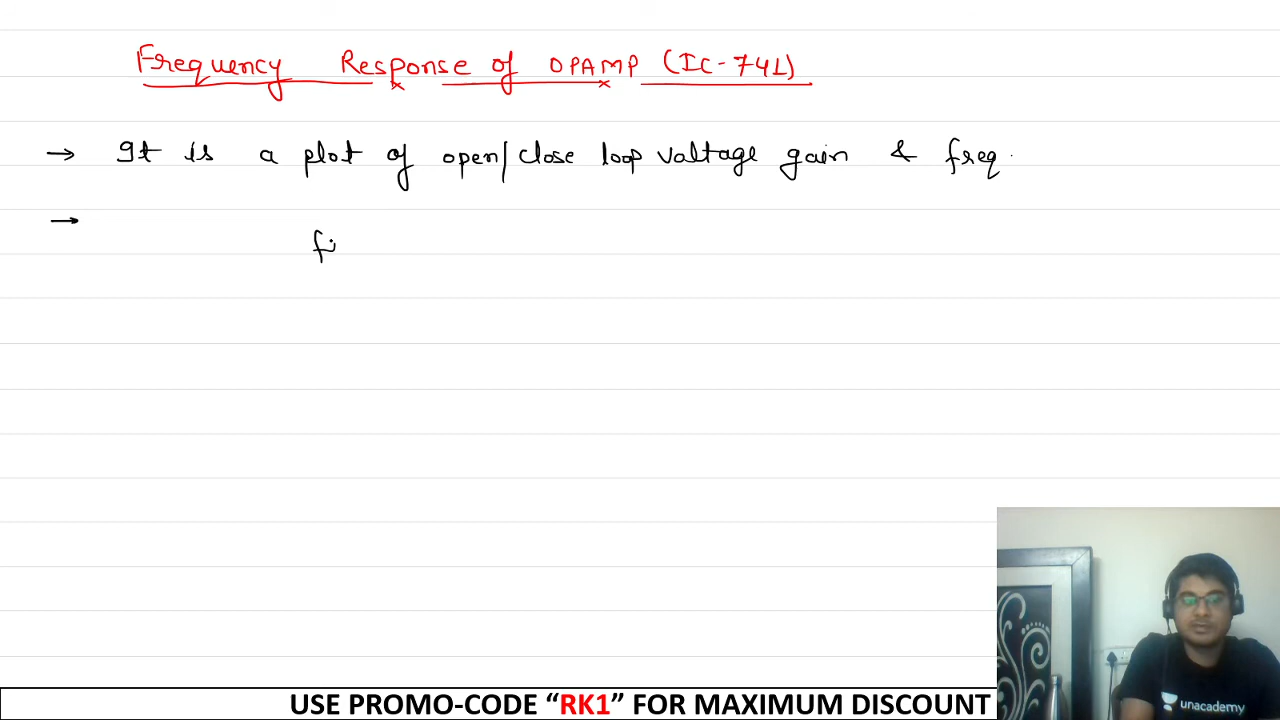 Frequency Response of OPAMP (IC-741)
→ It is a plot of open/close loop voltage gain & freq.
→
fi
USE PROMO-CODE “RK1” FOR MAXIMUM DISCOUNT
unacademy